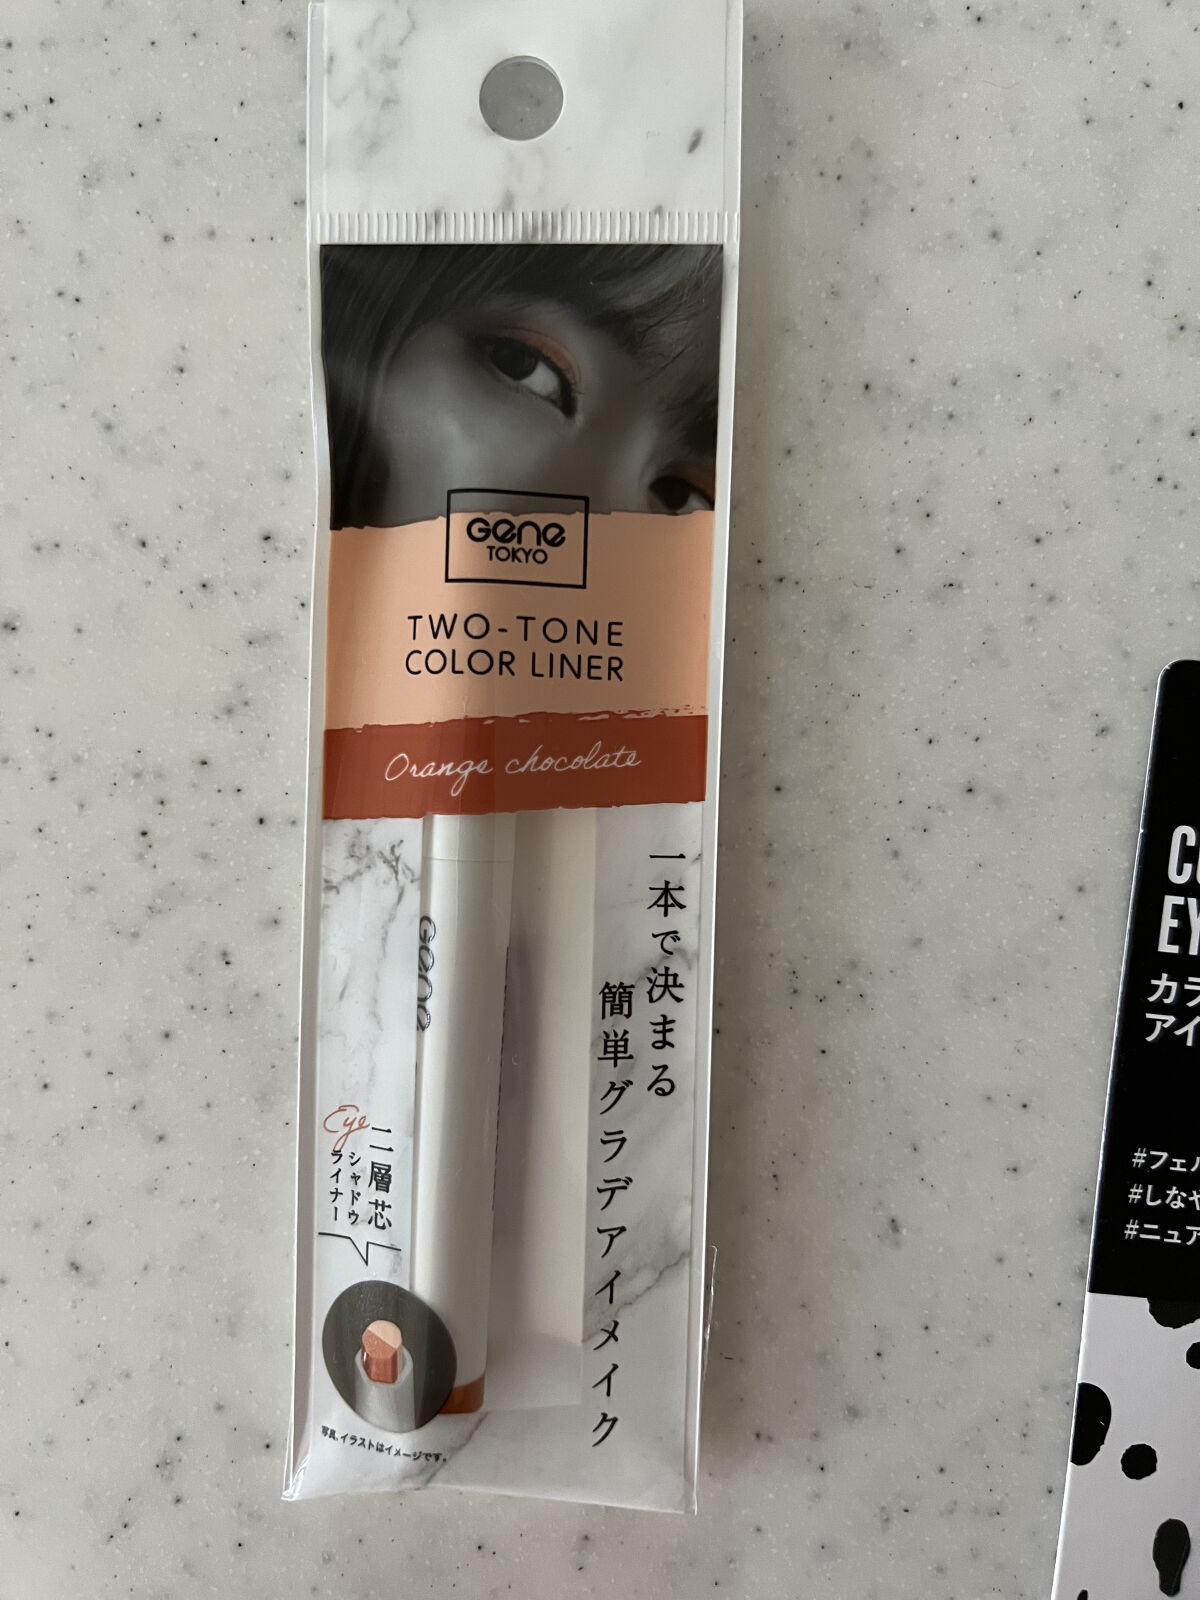 Gene
TOKYO
TWO-TONE
COLOR LINER
Orange chocolate
一本で決まる
簡単グラデアイメイク
Gene
Eye
二層芯
シャドウ
ライナー
写真、イラストはイメージです。
カラ
アイ
#フェル
#しなや
#ニュア